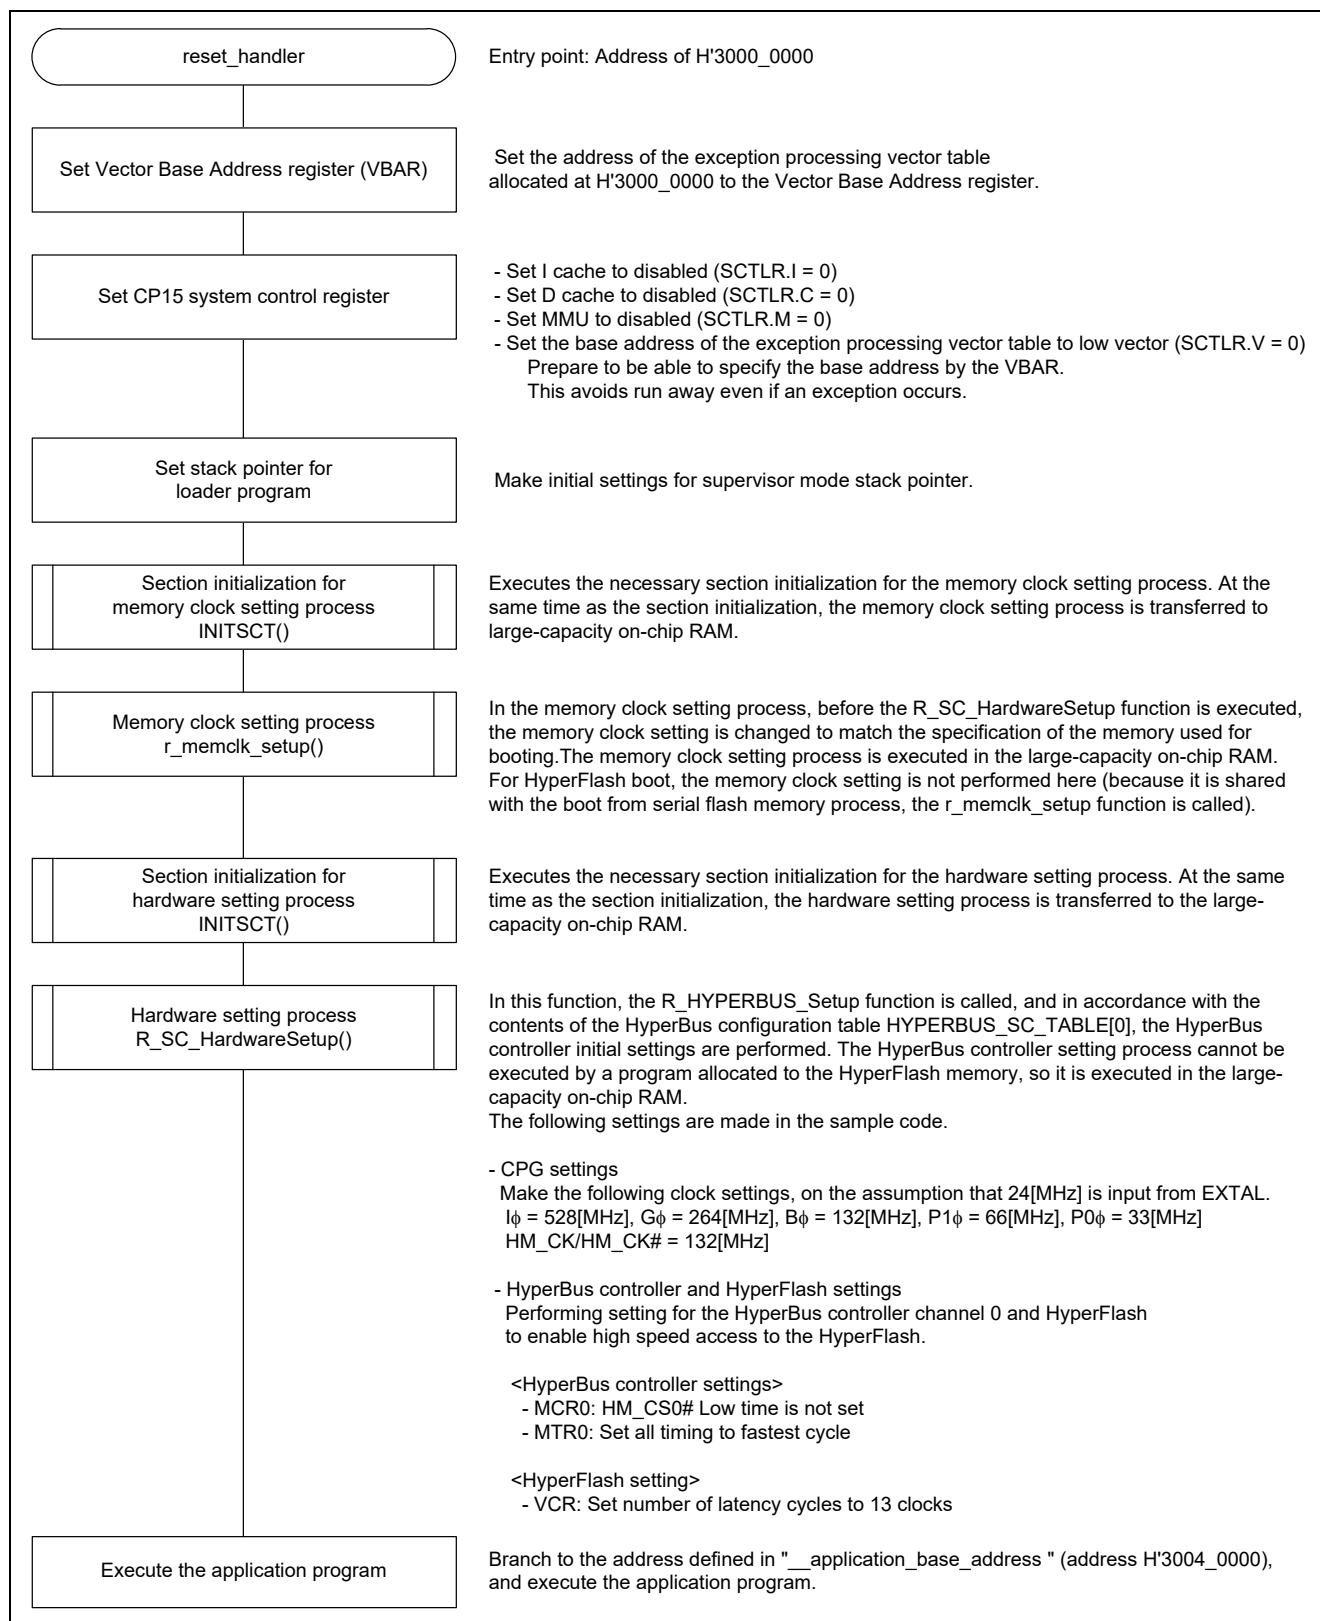 reset_handler
Entry point: Address of H'3000_0000
Set Vector Base Address register (VBAR)
Set the address of the exception processing vector table
allocated at H'3000_0000 to the Vector Base Address register.
Set CP15 system control register
- Set I cache to disabled (SCTLR.I = 0)
- Set D cache to disabled (SCTLR.C = 0)
- Set MMU to disabled (SCTLR.M = 0)
- Set the base address of the exception processing vector table to low vector (SCTLR.V = 0)
Prepare to be able to specify the base address by the VBAR.
This avoids run away even if an exception occurs.
Set stack pointer for
loader program
Make initial settings for supervisor mode stack pointer.
Section initialization for
memory clock setting process
INITSCT()
Executes the necessary section initialization for the memory clock setting process. At the
same time as the section initialization, the memory clock setting process is transferred to
large-capacity on-chip RAM.
Memory clock setting process
r_memclk_setup()
In the memory clock setting process, before the R_SC_HardwareSetup function is executed,
the memory clock setting is changed to match the specification of the memory used for
booting.The memory clock setting process is executed in the large-capacity on-chip RAM.
For HyperFlash boot, the memory clock setting is not performed here (because it is shared
with the boot from serial flash memory process, the r_memclk_setup function is called).
Section initialization for
hardware setting process
INITSCT()
Executes the necessary section initialization for the hardware setting process. At the same
time as the section initialization, the hardware setting process is transferred to the large-
capacity on-chip RAM.
Hardware setting process
R_SC_HardwareSetup()
In this function, the R_HYPERBUS_Setup function is called, and in accordance with the
contents of the HyperBus configuration table HYPERBUS_SC_TABLE[0], the HyperBus
controller initial settings are performed. The HyperBus controller setting process cannot be
executed by a program allocated to the HyperFlash memory, so it is executed in the large-
capacity on-chip RAM.
The following settings are made in the sample code.
- CPG settings
Make the following clock settings, on the assumption that 24[MHz] is input from EXTAL.
Iϕ = 528[MHz], Gϕ = 264[MHz], Bϕ = 132[MHz], P1ϕ = 66[MHz], P0ϕ = 33[MHz]
HM_CK/HM_CK# = 132[MHz]
- HyperBus controller and HyperFlash settings
Performing setting for the HyperBus controller channel 0 and HyperFlash
to enable high speed access to the HyperFlash.
<HyperBus controller settings>
- MCR0: HM_CS0# Low time is not set
- MTR0: Set all timing to fastest cycle
<HyperFlash setting>
- VCR: Set number of latency cycles to 13 clocks
Execute the application program
Branch to the address defined in "__application_base_address " (address H'3004_0000),
and execute the application program.